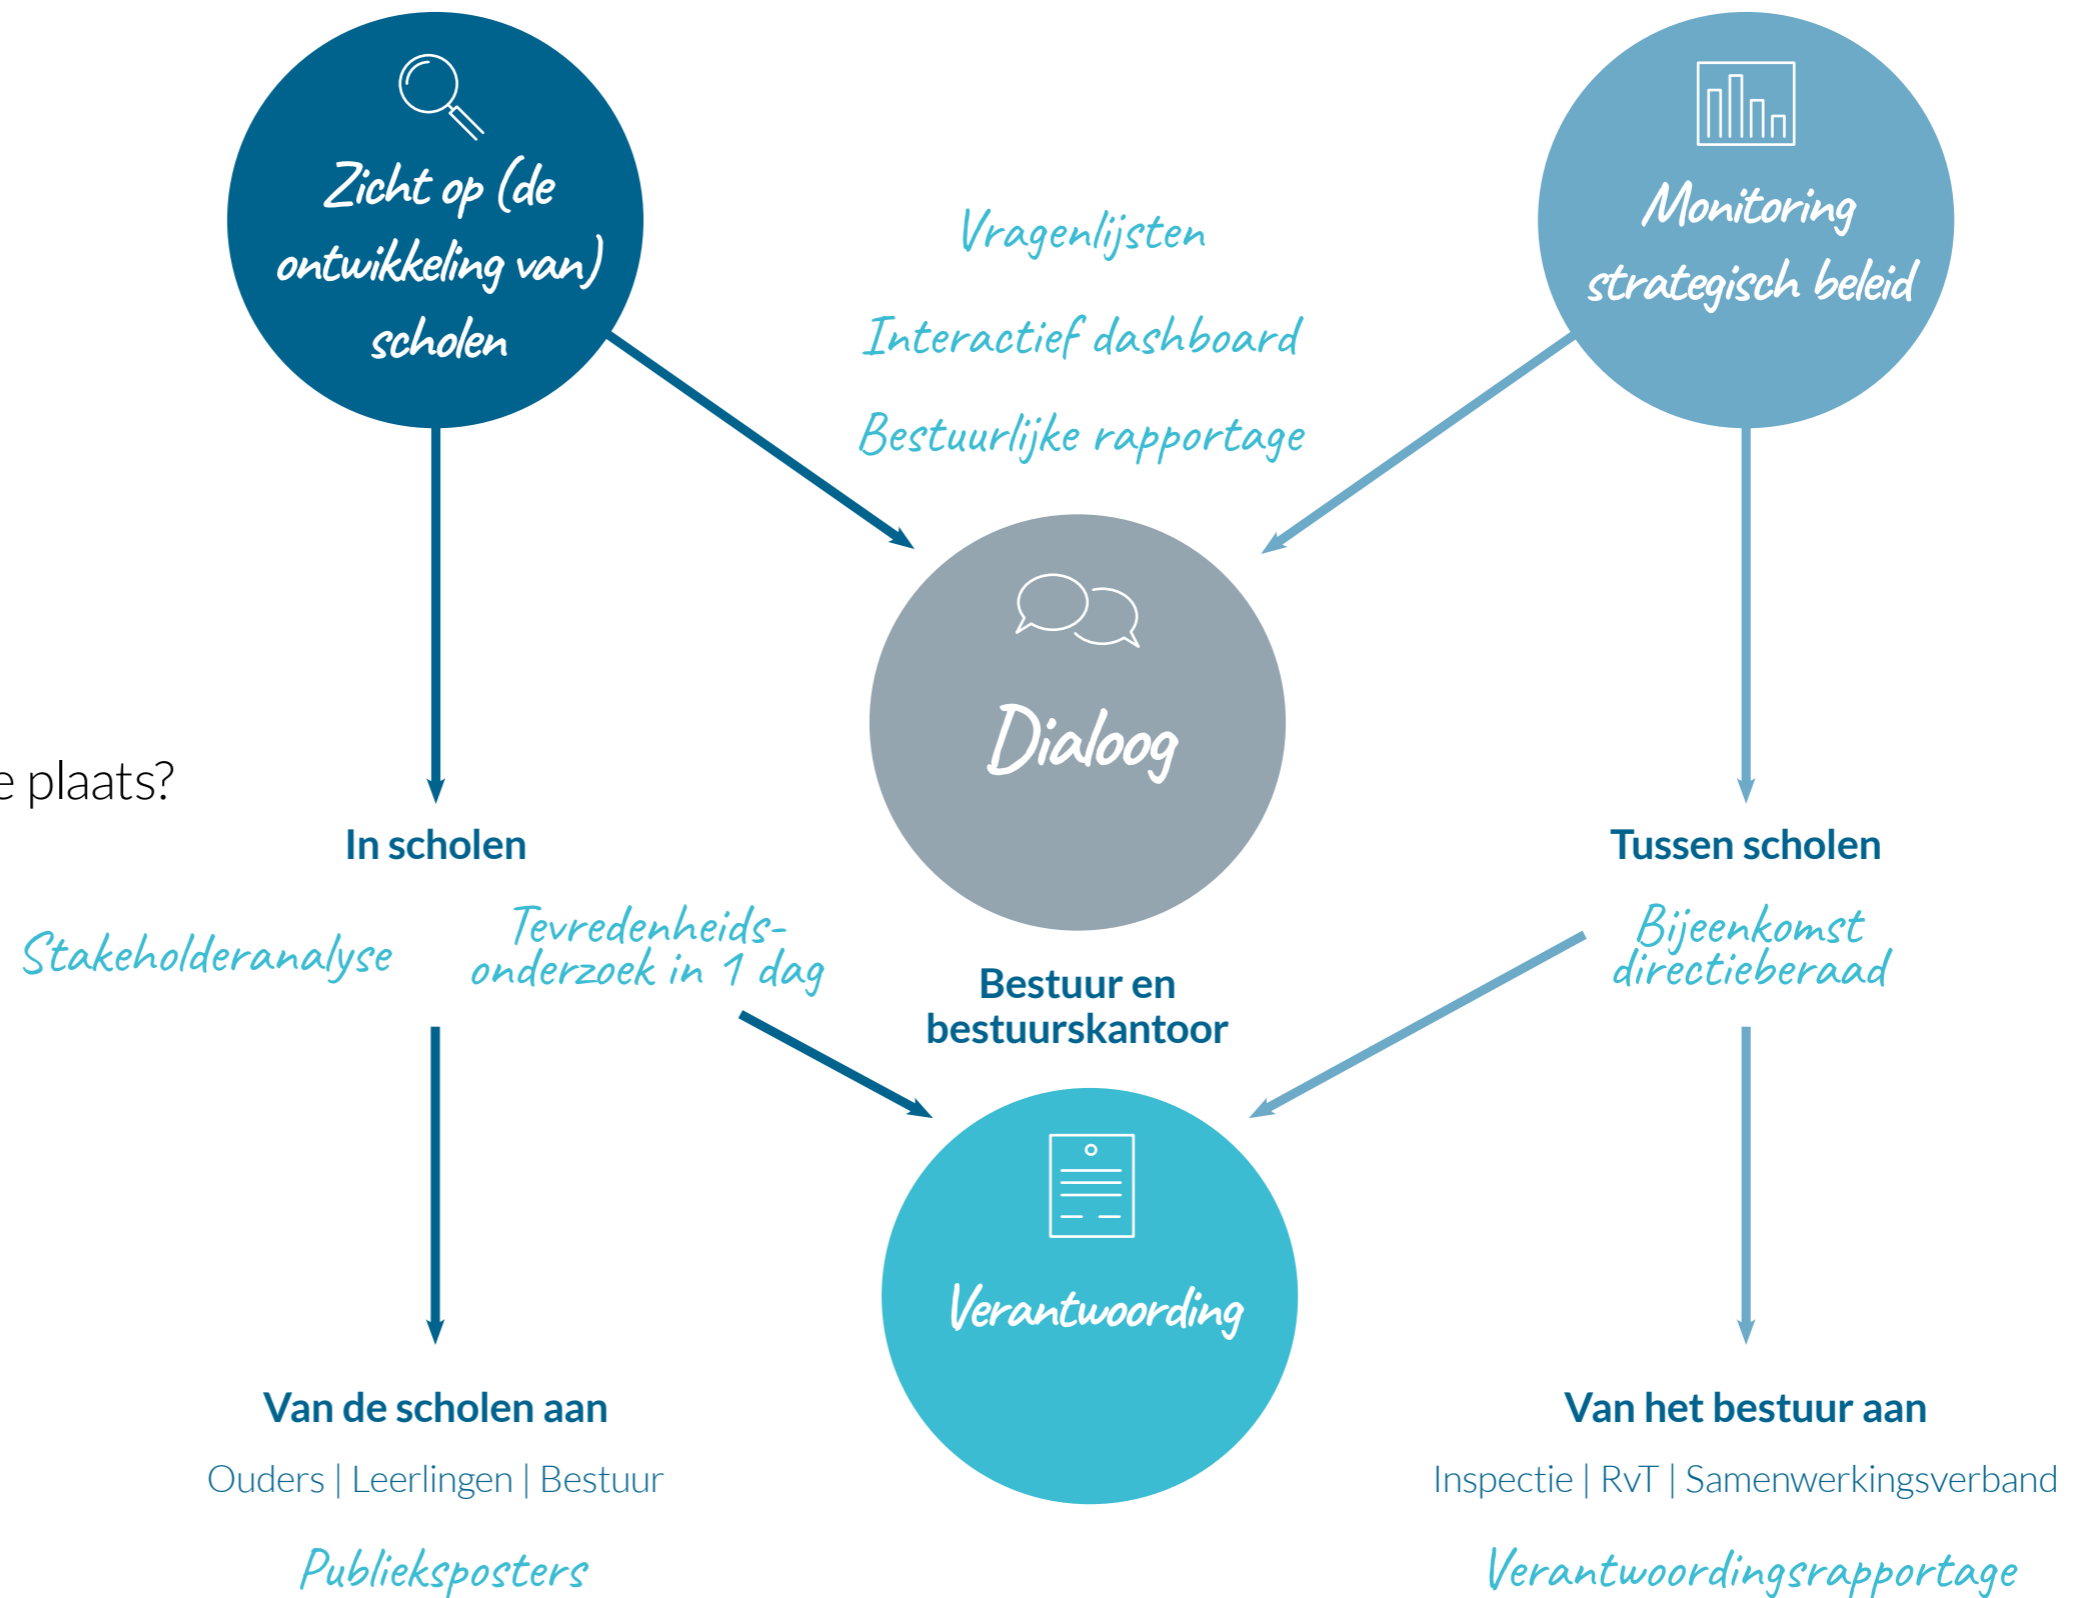 Zicht op (de
ontwikkeling van)
scholen
Monitoring
strategisch beleid
Vragenlijsten
Interactief dashboard
Bestuurlijke rapportage
Dialoog
e plaats?
In scholen
Tussen scholen
Stakeholderanalyse
Tevredenheids-
onderzoek in 1 dag
Bijeenkomst
directieberaad
Bestuur en
bestuurskantoor
Verantwoording
Van de scholen aan
Ouders | Leerlingen | Bestuur
Publieksposters
Van het bestuur aan
Inspectie | RvT | Samenwerkingsverband
Verantwoordingsrapportage